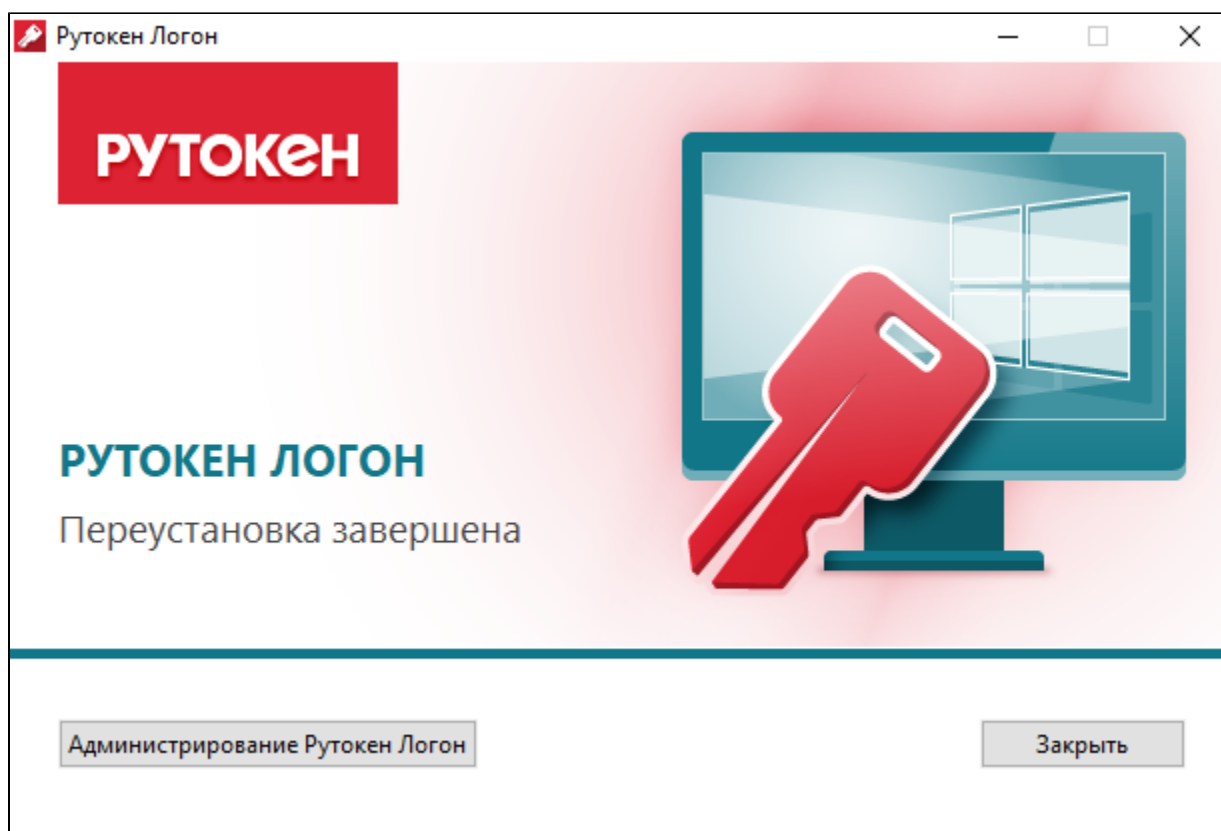 Рутокен Логон
РУТОКЕН
РУТОКЕН ЛОГОН
Переустановка завершена
Администрирование Рутокен Логон
Закрыть